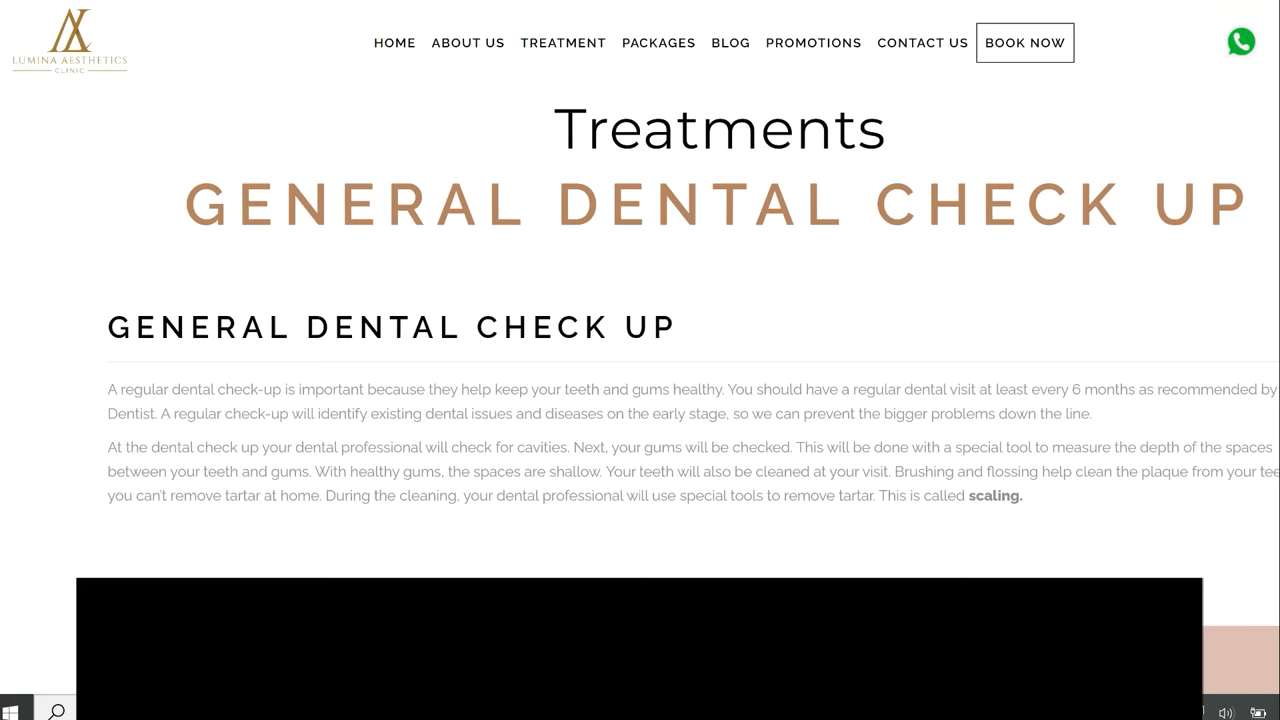 LUMINA AESTHETICS
CLINIC
HOME ABOUT US TREATMENT PACKAGES BLOG PROMOTIONS CONTACT US BOOK NOW
Treatments
GENERAL DENTAL CHECK UP
GENERAL DENTAL CHECK UP
A regular dental check-up is important because they help keep your teeth and gums healthy. You should have a regular dental visit at least every 6 months as recommended by
Dentist. A regular check-up will identify existing dental issues and diseases on the early stage, so we can prevent the bigger problems down the line.
At the dental check up your dental professional will check for cavities. Next, your gums will be checked. This will be done with a special tool to measure the depth of the spaces
between your teeth and gums. With healthy gums, the spaces are shallow. Your teeth will also be cleaned at your visit. Brushing and flossing help clean the plaque from your
you can't remove tartar at home. During the cleaning, your dental professional will use special tools to remove tartar. This is called scaling.